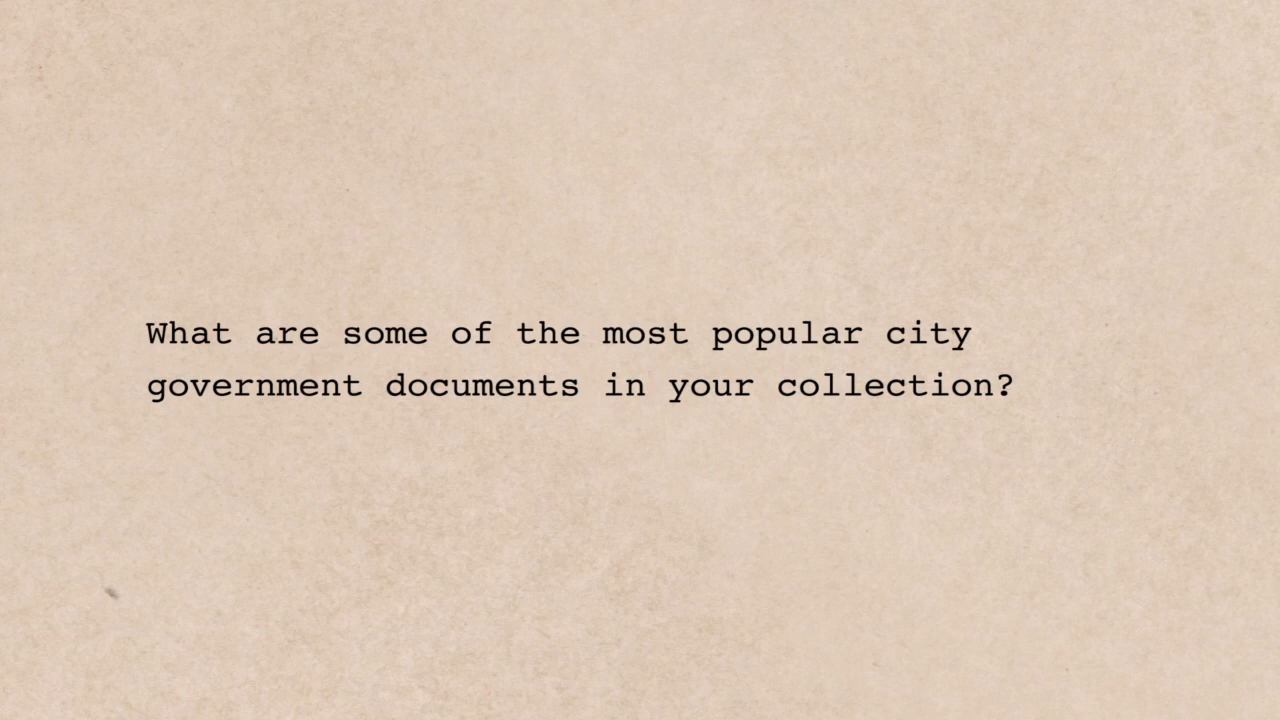 What are some of the most popular city
government documents in your collection?